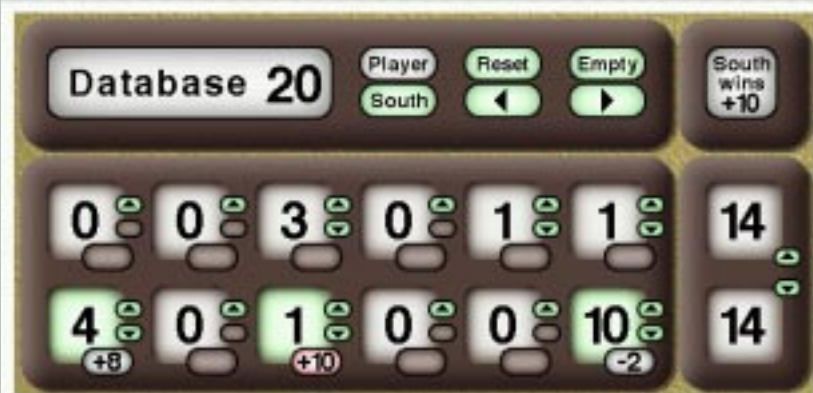 Database 20
Player
South
Reset
Empty
South
wins
+10
0 0 3 0 1 1 14
4 0 1 0 0 10 14
+8 +10 -2